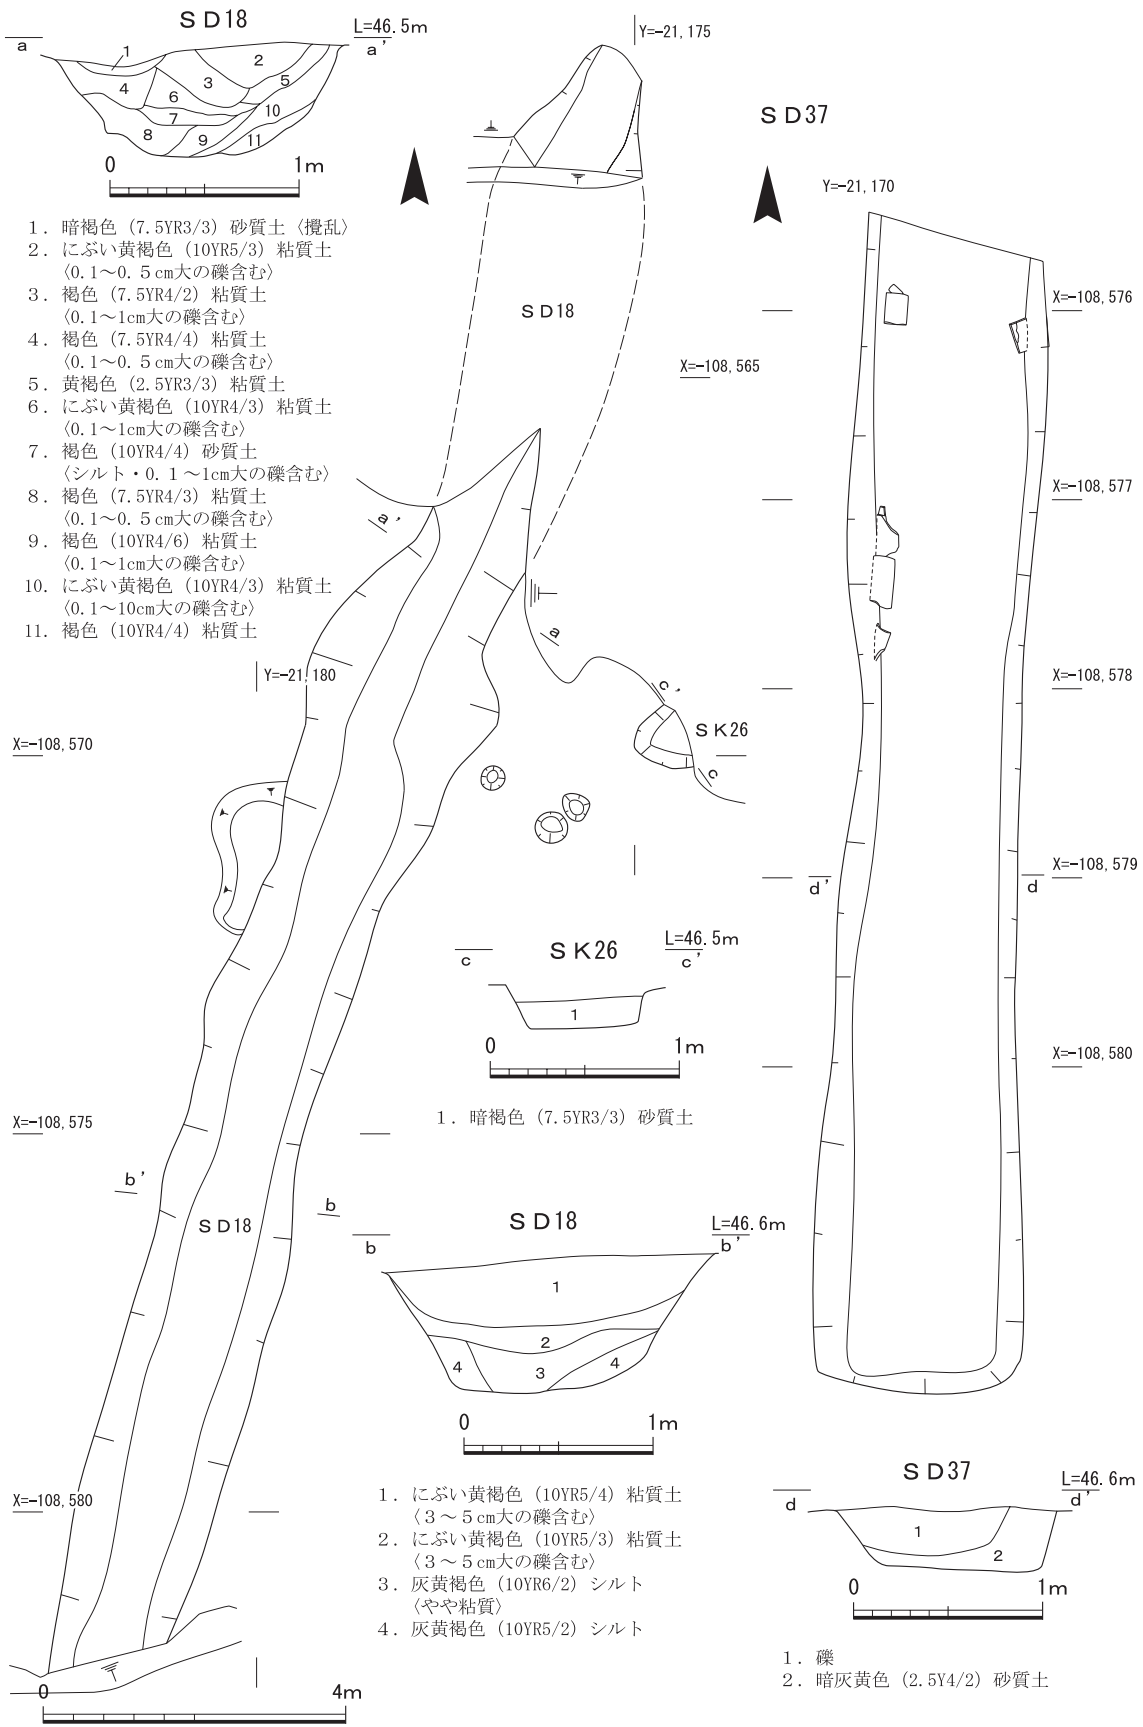 SD18
a
L=46.5m
a'
1
2
3
4
5
6
7
8
9
10
11
0 1m
1．暗褐色（7.5YR3/3）砂質土〈攪乱〉
2．にぶい黄褐色（10YR5/3）粘質土
〈0.1～0.5cm大の礫含む〉
3．褐色（7.5YR4/2）粘質土
〈0.1～1cm大の礫含む〉
4．褐色（7.5YR4/4）粘質土
〈0.1～0.5cm大の礫含む〉
5．黄褐色（2.5YR3/3）粘質土
6．にぶい黄褐色（10YR4/3）粘質土
〈0.1～1cm大の礫含む〉
7．褐色（10YR4/4）砂質土
〈シルト・0.1～1cm大の礫含む〉
8．褐色（7.5YR4/3）粘質土
〈0.1～0.5cm大の礫含む〉
9．褐色（10YR4/6）粘質土
〈0.1～1cm大の礫含む〉
10．にぶい黄褐色（10YR4/3）粘質土
〈0.1～10cm大の礫含む〉
11．褐色（10YR4/4）粘質土
Y=-21,175
SD18
X=-108,565
a'
a
Y=-21,180
X=-108,570
c'
SK26
c
X=-108,575
b'
b
SD18
X=-108,580
0 4m
SK26
c
L=46.5m
c'
1
0 1m
1．暗褐色（7.5YR3/3）砂質土
SD18
b
L=46.6m
b'
1
2
3
4
4
0 1m
1．にぶい黄褐色（10YR5/4）粘質土
〈3～5cm大の礫含む〉
2．にぶい黄褐色（10YR5/3）粘質土
〈3～5cm大の礫含む〉
3．灰黄褐色（10YR6/2）シルト
〈やや粘質〉
4．灰黄褐色（10YR5/2）シルト
SD37
Y=-21,170
X=-108,576
X=-108,577
X=-108,578
X=-108,579
d'
d
X=-108,580
SD37
d
L=46.6m
d'
1
2
0 1m
1．礫
2．暗灰黄色（2.5Y4/2）砂質土